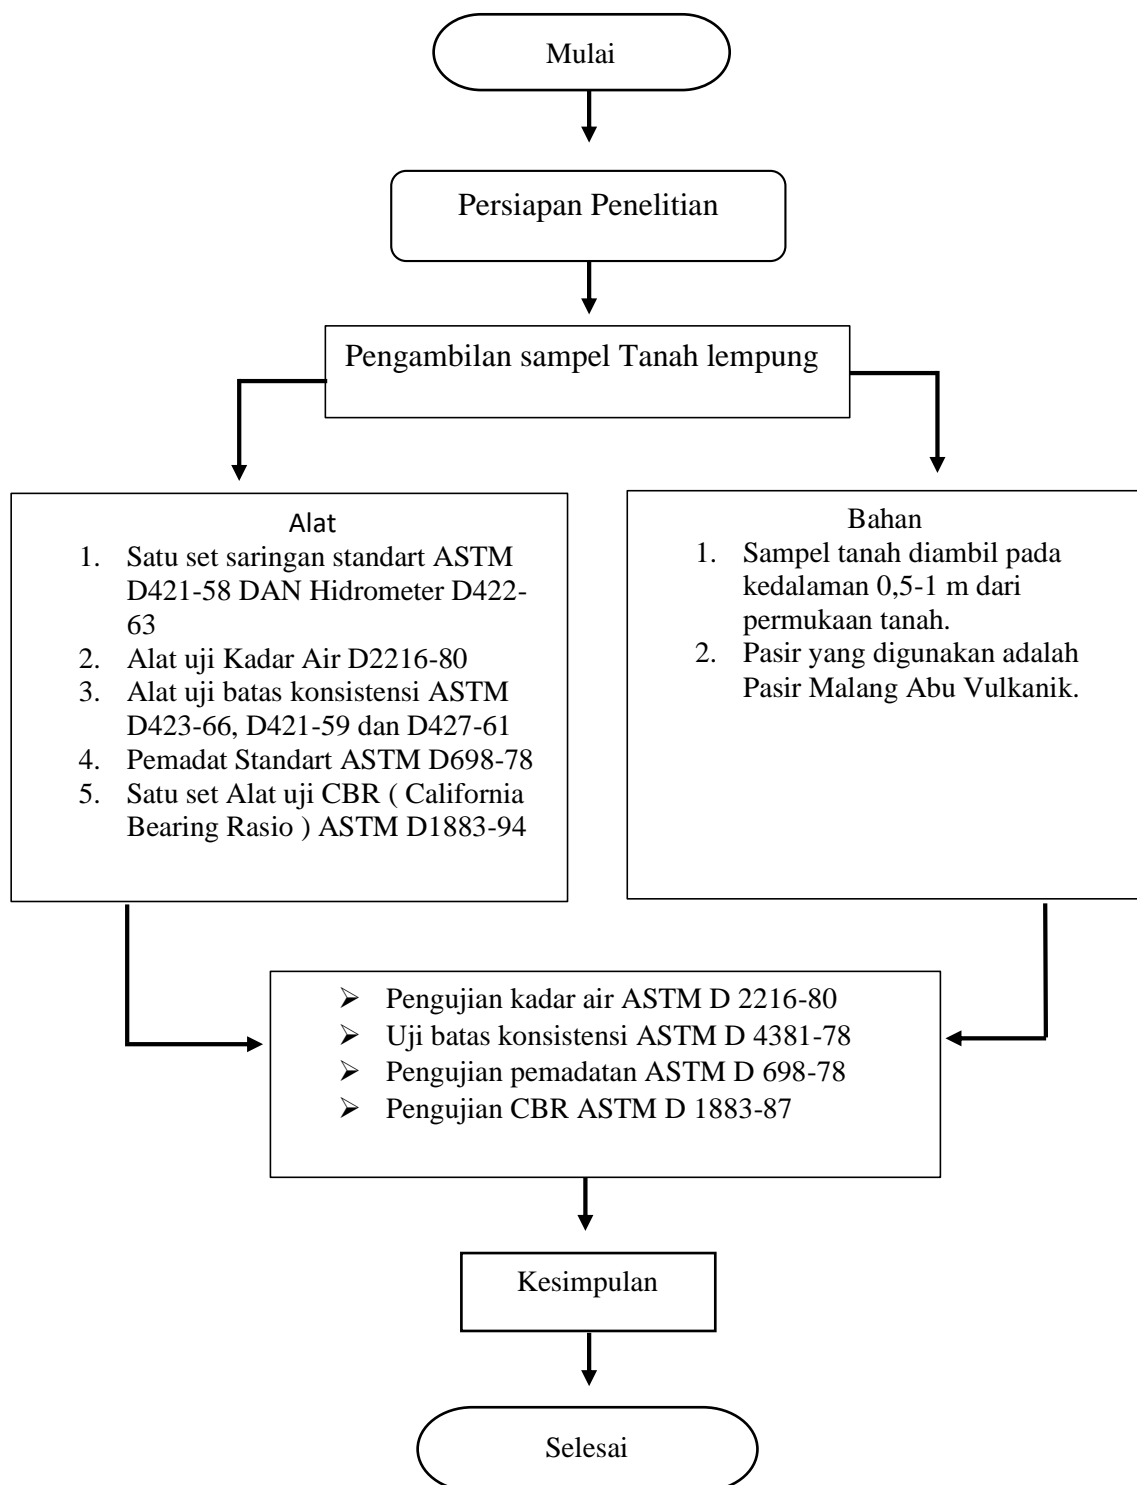 Mulai
Persiapan Penelitian
Pengambilan sampel Tanah lempung
Alat
1. Satu set saringan standart ASTM
D421-58 DAN Hidrometer D422-
63
2. Alat uji Kadar Air D2216-80
3. Alat uji batas konsistensi ASTM
D423-66, D421-59 dan D427-61
4. Pemadat Standart ASTM D698-78
5. Satu set Alat uji CBR ( California
Bearing Rasio ) ASTM D1883-94
Bahan
1. Sampel tanah diambil pada
kedalaman 0,5-1 m dari
permukaan tanah.
2. Pasir yang digunakan adalah
Pasir Malang Abu Vulkanik.
➢ Pengujian kadar air ASTM D 2216-80
➢ Uji batas konsistensi ASTM D 4381-78
➢ Pengujian pemadatan ASTM D 698-78
➢ Pengujian CBR ASTM D 1883-87
Kesimpulan
Selesai